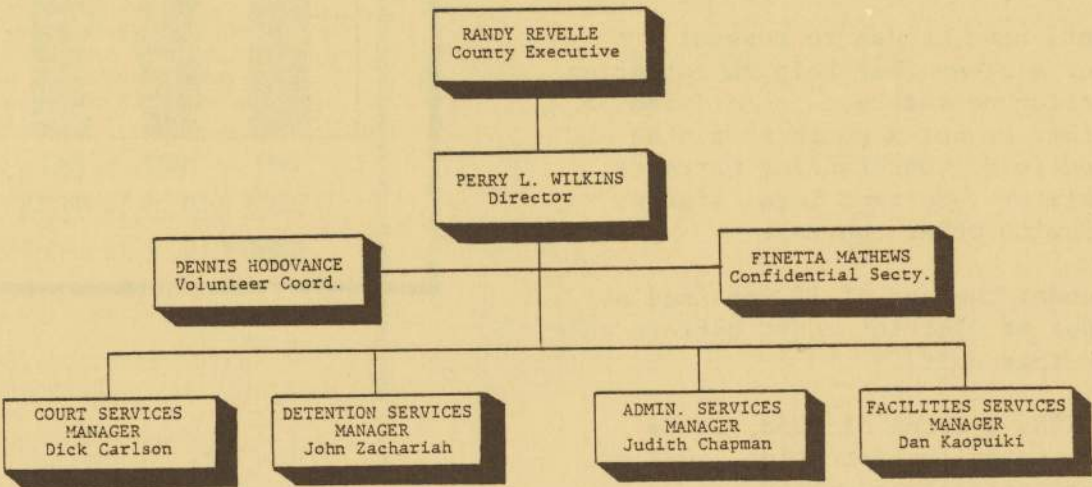 RANDY REVELLE
County Executive
PERRY L. WILKINS
Director
DENNIS HODOVANCE
Volunteer Coord.
FINETTA MATHEWS
Confidential Secty.
COURT SERVICES
MANAGER
Dick Carlson
DETENTION SERVICES
MANAGER
John Zachariah
ADMIN. SERVICES
MANAGER
Judith Chapman
FACILITIES SERVICES
MANAGER
Dan Kaopuiki